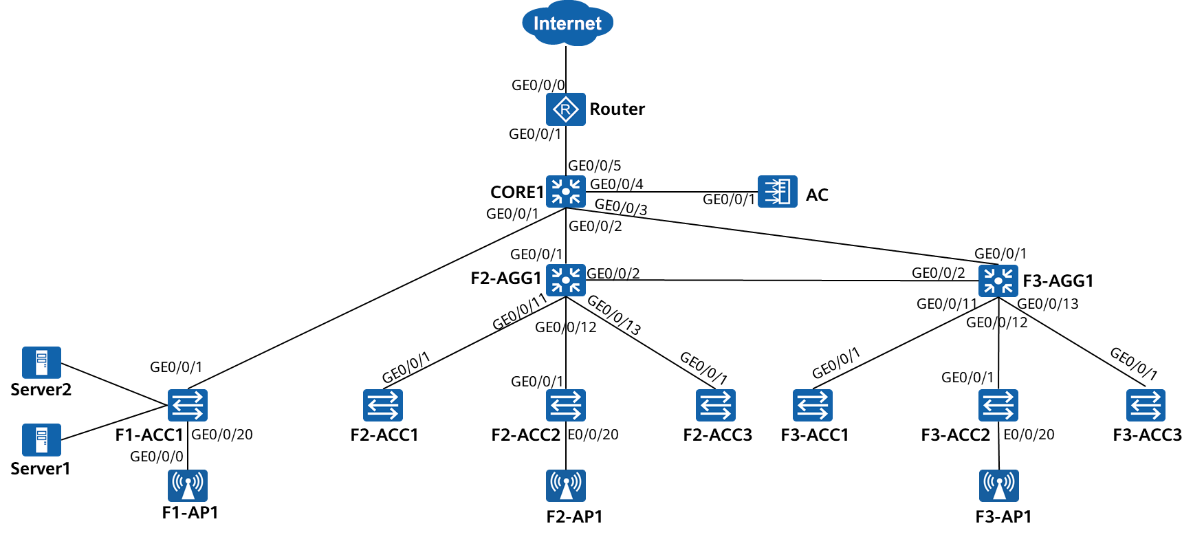 Internet
GE0/0/0
R
Router
GE0/0/1
GE0/0/5
CORE1
GE0/0/4
GE0/0/1
AC
GE0/0/1
GE0/0/3
GE0/0/2
GE0/0/1
GE0/0/1
F2-AGG1
GE0/0/2
GE0/0/2
F3-AGG1
GE0/0/11
GE0/0/12
GE0/0/13
GE0/0/11
GE0/0/12
GE0/0/13
GE0/0/1
GE0/0/1
GE0/0/1
GE0/0/1
GE0/0/1
GE0/0/1
GE0/0/1
Server2
F1-ACC1
GE0/0/20
F2-ACC1
F2-ACC2
E0/0/20
F2-ACC3
F3-ACC1
F3-ACC2
E0/0/20
F3-ACC3
Server1
GE0/0/0
F1-AP1
F2-AP1
F3-AP1